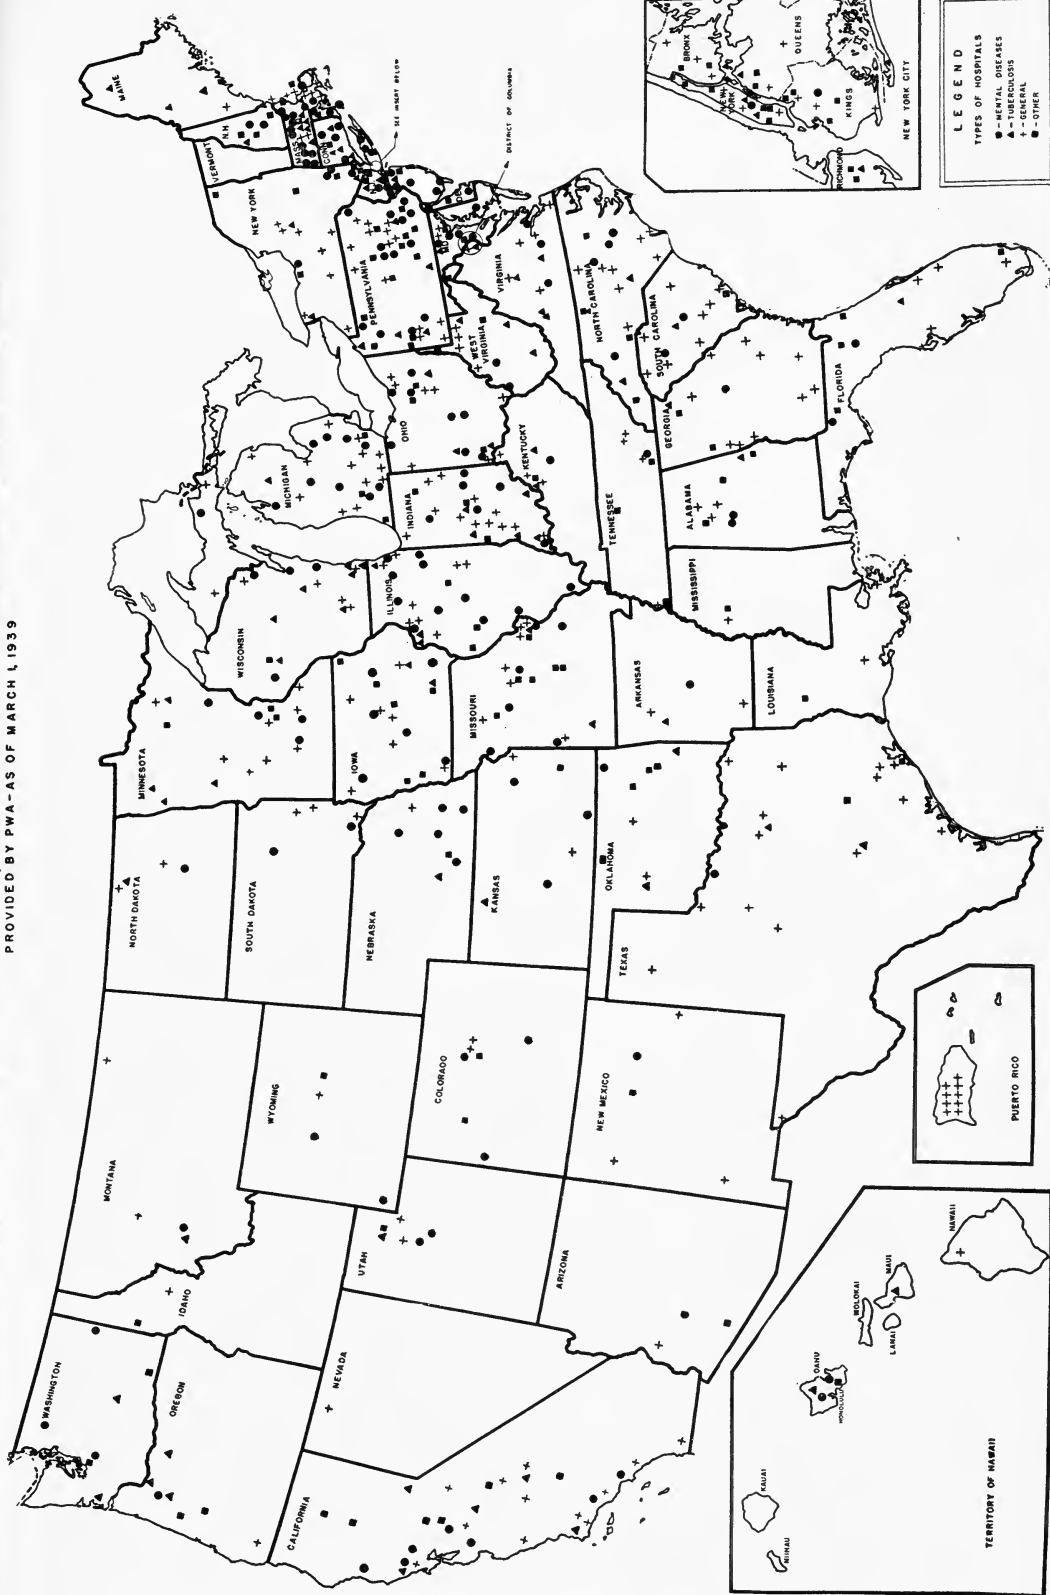 PROVIDED BY PWA–AS OF MARCH 1, 1939
WASHINGTON
OREGON
CALIFORNIA
NEVADA
IDAHO
MONTANA
WYOMING
UTAH
ARIZONA
COLORADO
NEW MEXICO
NORTH DAKOTA
SOUTH DAKOTA
NEBRASKA
KANSAS
OKLAHOMA
TEXAS
MINNESOTA
IOWA
MISSOURI
ARKANSAS
LOUISIANA
WISCONSIN
ILLINOIS
MISSISSIPPI
MICHIGAN
INDIANA
OHIO
KENTUCKY
TENNESSEE
ALABAMA
GEORGIA
FLORIDA
SOUTH CAROLINA
NORTH CAROLINA
VIRGINIA
WEST VIRGINIA
PENNSYLVANIA
NEW YORK
VERMONT
N.H.
MAINE
MASS
CONN
N.J.
DEL
MD
SEE INSERT BELOW
DISTRICT OF COLUMBIA
TERRITORY OF HAWAII
NIIHAU
KAUAI
OAHU
HONOLULU
MOLOKAI
LANAI
MAUI
HAWAII
PUERTO RICO
BRONX
NEW YORK
QUEENS
KINGS
RICHMOND
NEW YORK CITY
LEGEND
TYPES OF HOSPITALS
● - MENTAL DISEASES
▲ - TUBERCULOSIS
+ - GENERAL
■ - OTHER